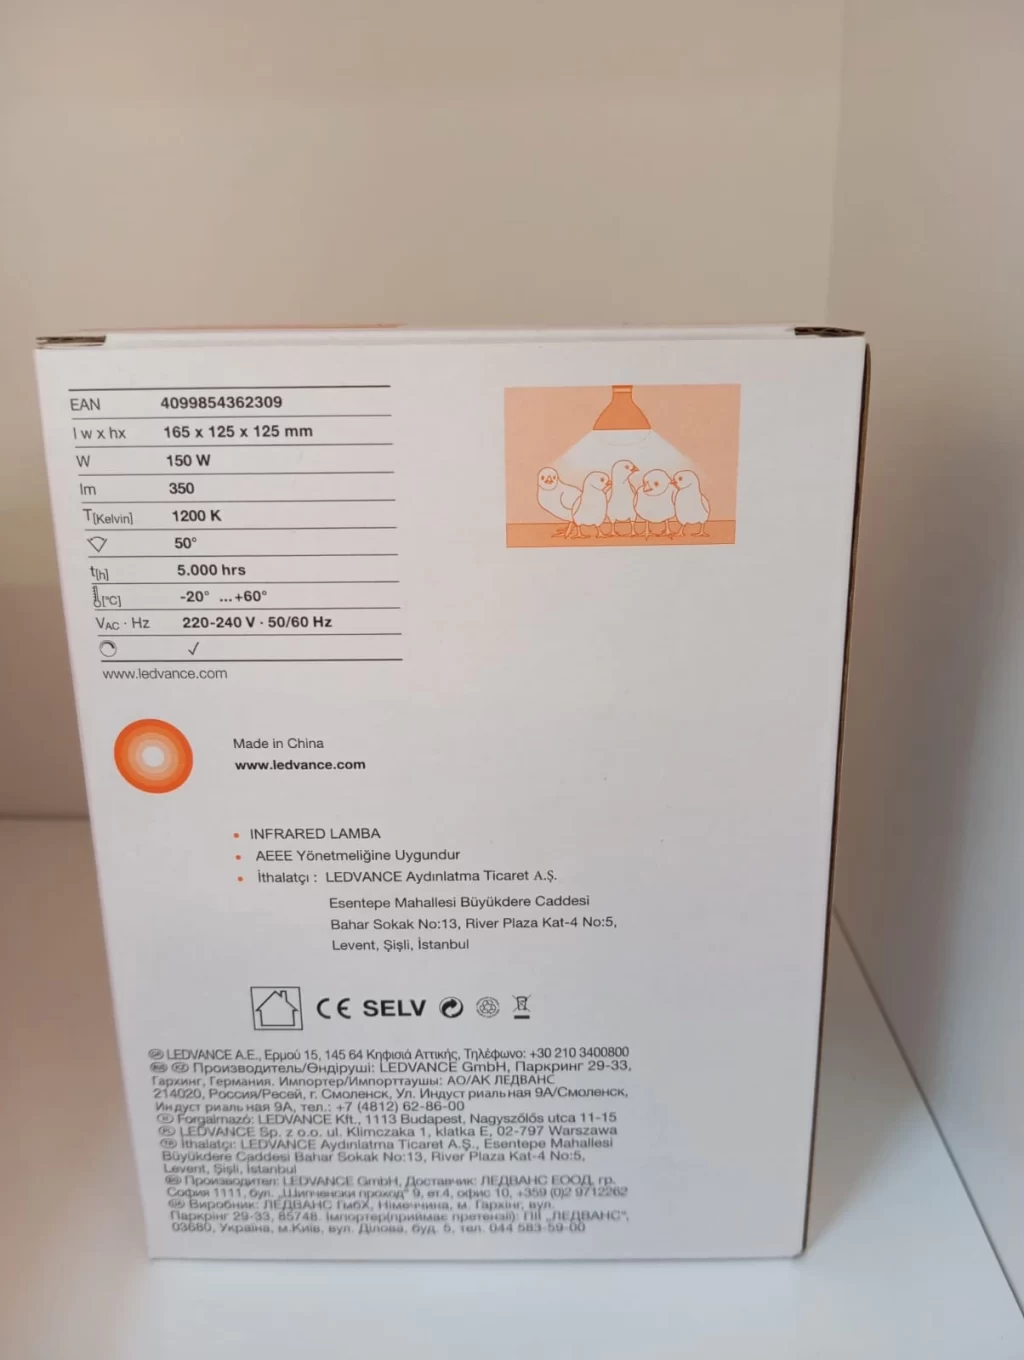 EAN 4099854362309
l w x hx 165 x 125 x 125 mm
W 150 W
lm 350
T[Kelvin] 1200 K
50°
t[h] 5.000 hrs
[°C] -20° ...+60°
VAC · Hz 220-240 V · 50/60 Hz
✓
www.ledvance.com
Made in China
www.ledvance.com
• INFRARED LAMBA
• AEEE Yönetmeliğine Uygundur
• İthalatçı : LEDVANCE Aydınlatma Ticaret A.Ş.
Esentepe Mahallesi Büyükdere Caddesi
Bahar Sokak No:13, River Plaza Kat-4 No:5,
Levent, Şişli, İstanbul
CE SELV
LEDVANCE A.E., Ερμού 15, 145 64 Κηφισιά Αττικής, Τηλέφωνο: +30 210 3400800
Производитель/Өндіруші: LEDVANCE GmbH, Паркринг 29-33,
Гархинг, Германия. Импортер/Импорттаушы: АО/АК ЛЕДВАНС
214020, Россия/Ресей, г. Смоленск, Ул. Индуст риальная 9А/Смоленск,
Индуст риаль ная 9А, тел.: +7 (4812) 62-86-00
Forgalmazó: LEDVANCE Kft., 1113 Budapest, Nagyszőlős utca 11-15
LEDVANCE Sp. z o.o. ul. Klimczaka 1, klatka E, 02-797 Warszawa
İthalatçı: LEDVANCE Aydınlatma Ticaret A.Ş., Esentepe Mahallesi
Büyükdere Caddesi Bahar Sokak No:13, River Plaza Kat-4 No:5,
Levent, Şişli, İstanbul
Производител: LEDVANCE GmbH, Доставчик: ЛЕДВАНС ЕООД, гр.
София 1111, бул. „Шипченски проход" 9, ет.4, офис 10, +359 (0)2 9712262
Виробник: ЛЕДВАНС ГмбХ, Німеччина, м. Гархінг, вул.
Паркрінг 29-33, 85748. Імпортер(приймає претензії): ПІІ „ЛЕДВАНС",
03680, Україна, м.Київ, вул. Ділова, буд. 5, тел. 044 583-59-00